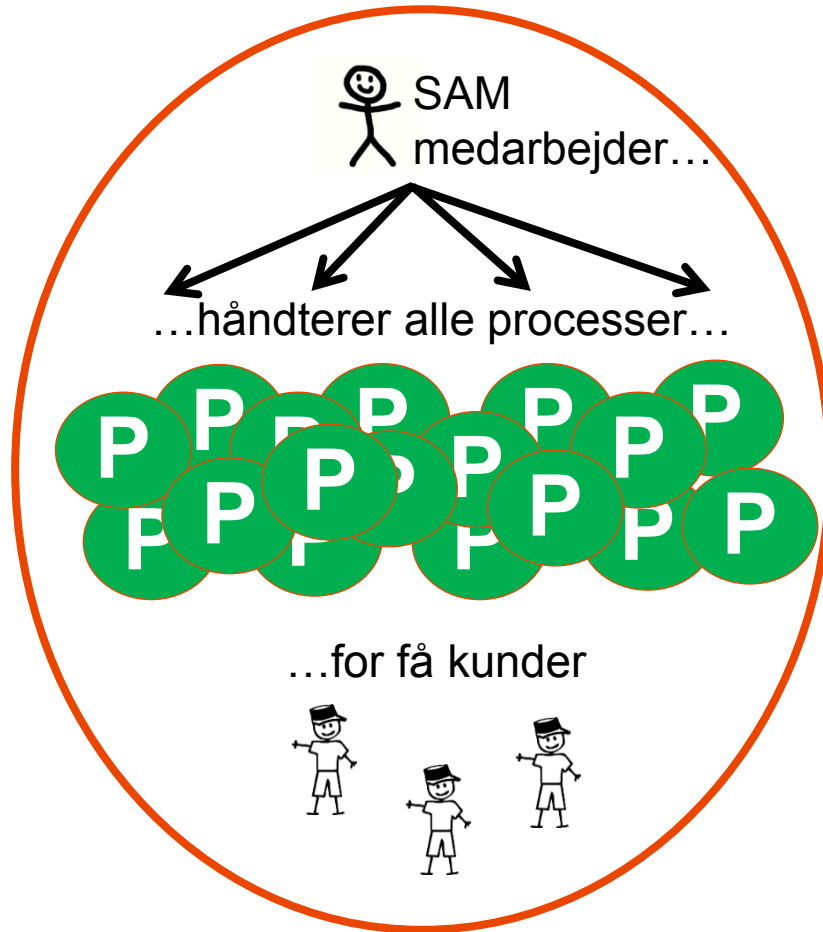 SAM
medarbejder…
…håndterer alle processer…
P P P P P P P P
P P P P P P P P P
…for få kunder